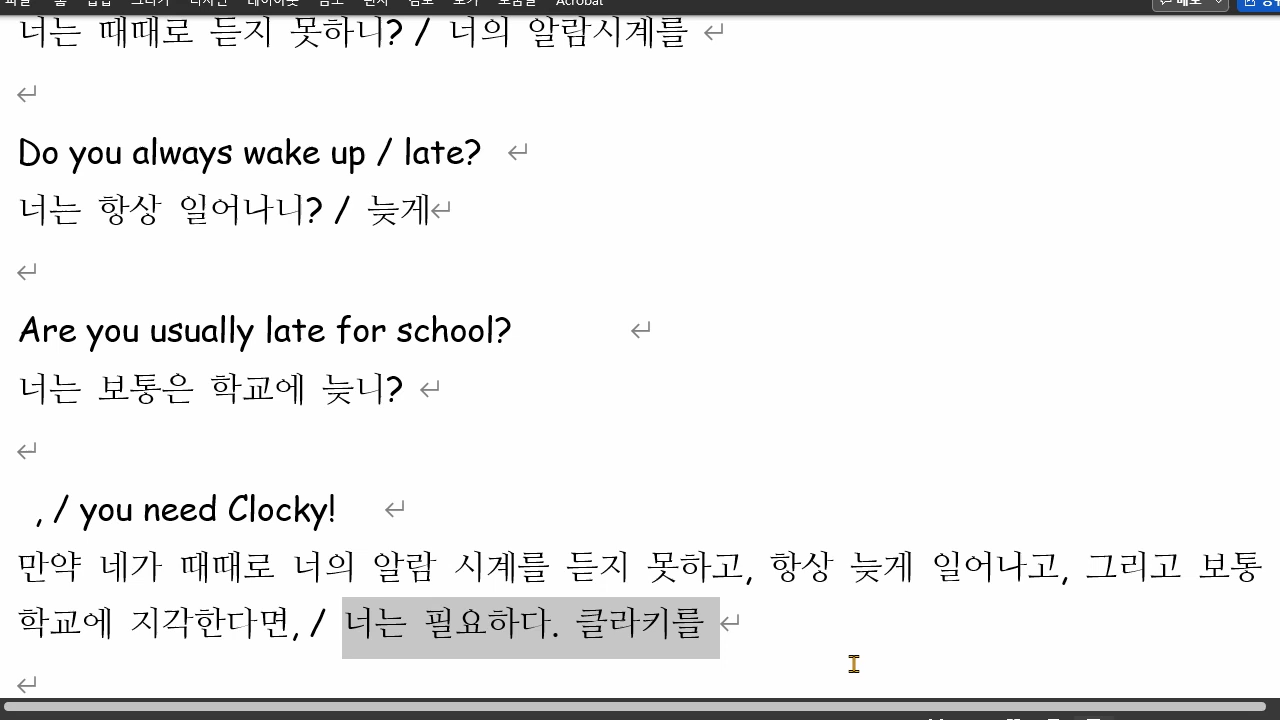 Acrobat
너는 때때로 듣지 못하니? / 너의 알람시계를
Do you always wake up / late?
너는 항상 일어나니? / 늦게
Are you usually late for school?
너는 보통은 학교에 늦니?
, / you need Clocky!
만약 네가 때때로 너의 알람 시계를 듣지 못하고, 항상 늦게 일어나고, 그리고 보통
학교에 지각한다면, / 너는 필요하다. 클라키를